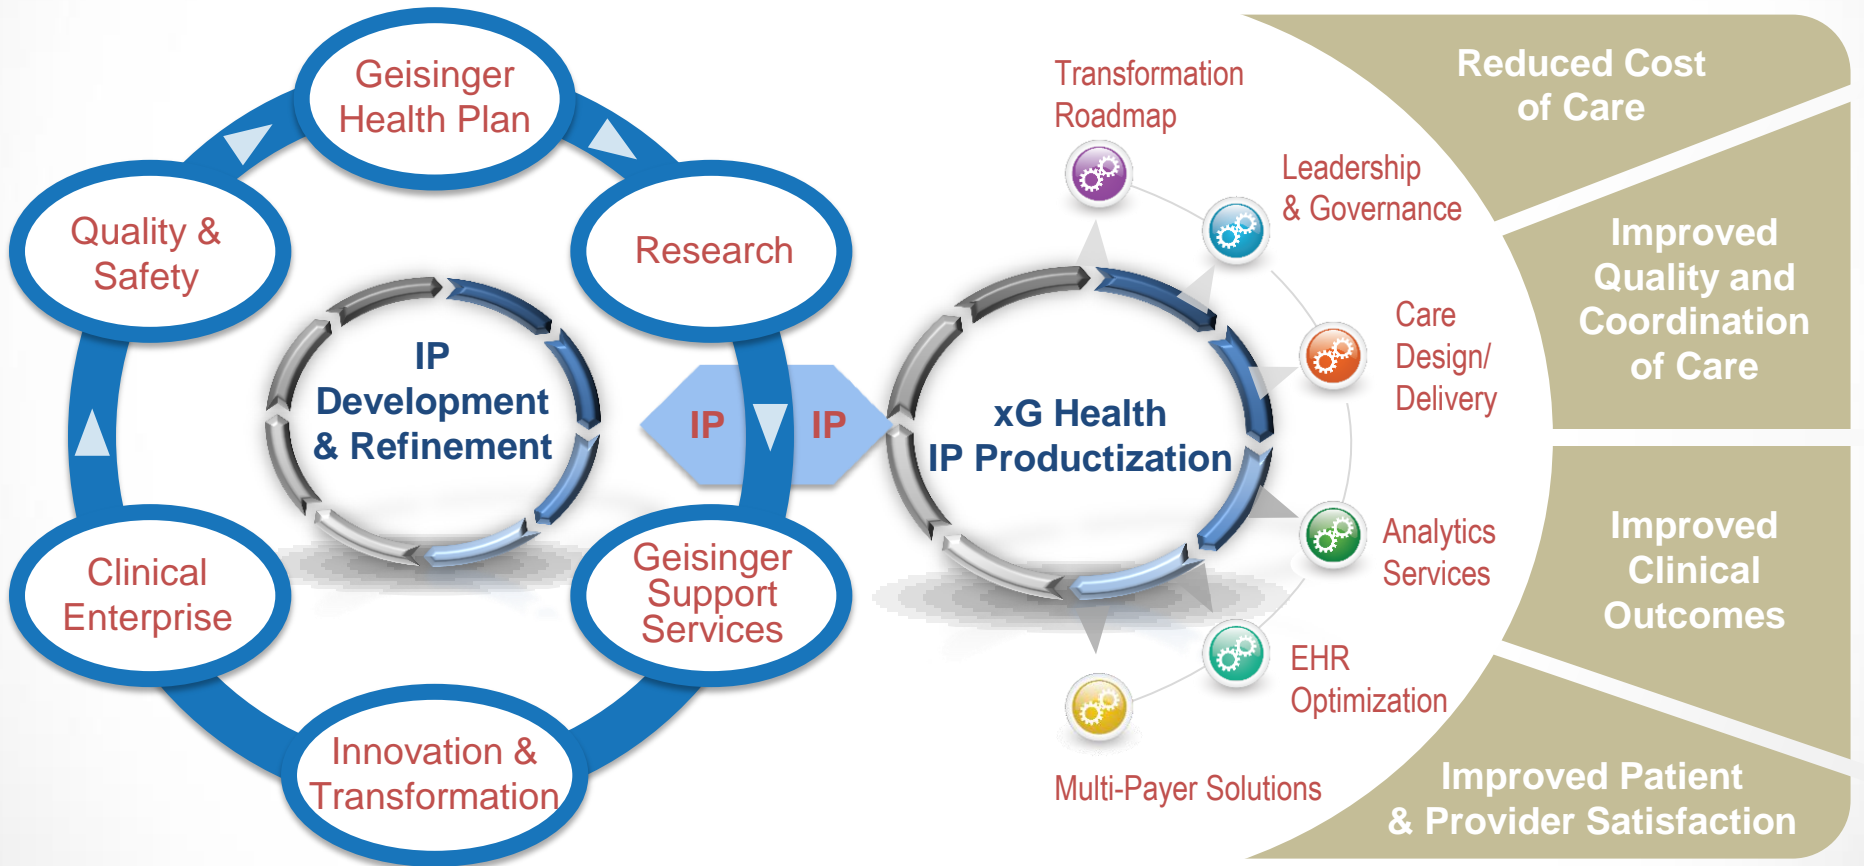 Geisinger
Health Plan
Quality &
Safety
Research
IP
Development
& Refinement
IP
IP
Clinical
Enterprise
Geisinger
Support
Services
Innovation &
Transformation
xG Health
IP Productization
Transformation
Roadmap
Leadership
& Governance
Care
Design/
Delivery
Analytics
Services
EHR
Optimization
Multi-Payer Solutions
Reduced Cost
of Care
Improved
Quality and
Coordination
of Care
Improved
Clinical
Outcomes
Improved Patient
& Provider Satisfaction